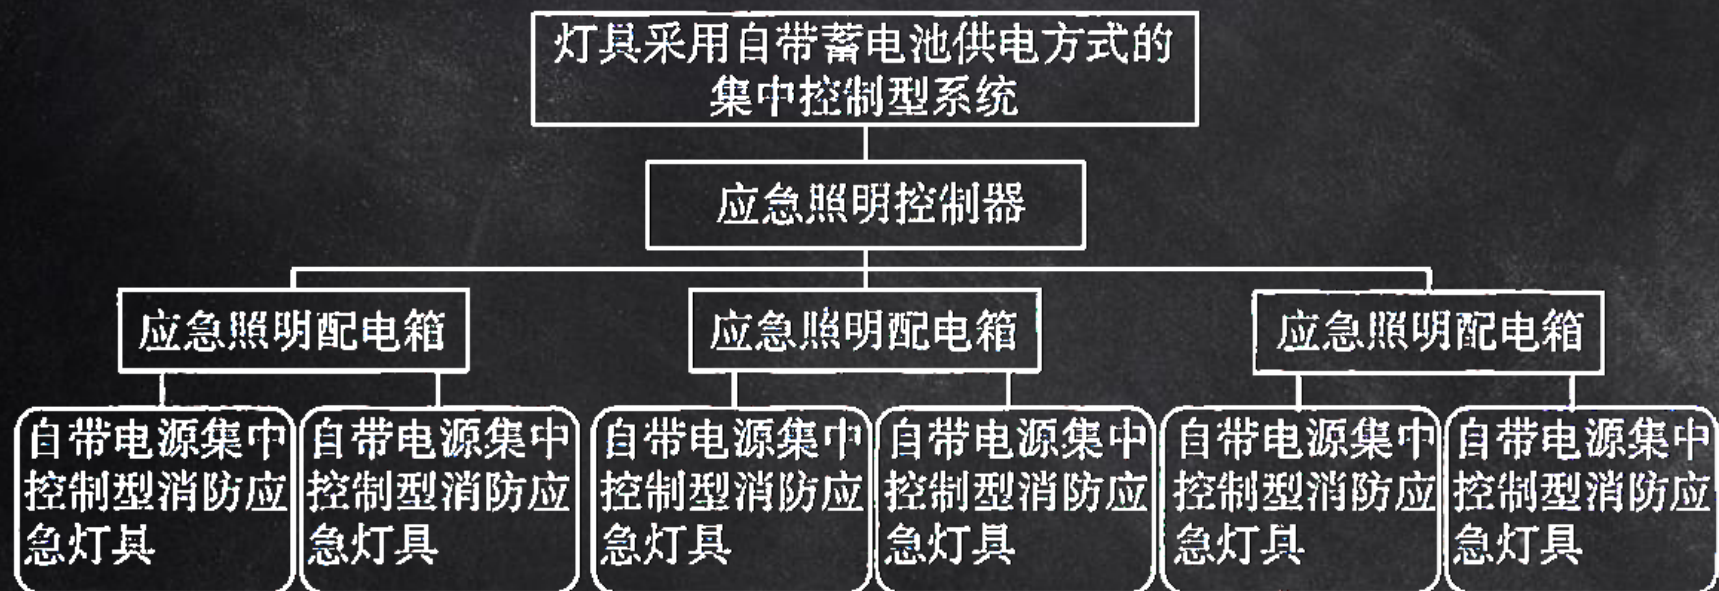 灯具采用自带蓄电池供电方式的
集中控制型系统
应急照明控制器
应急照明配电箱
应急照明配电箱
应急照明配电箱
自带电源集中
控制型消防应
急灯具
自带电源集中
控制型消防应
急灯具
自带电源集中
控制型消防应
急灯具
自带电源集中
控制型消防应
急灯具
自带电源集中
控制型消防应
急灯具
自带电源集中
控制型消防应
急灯具